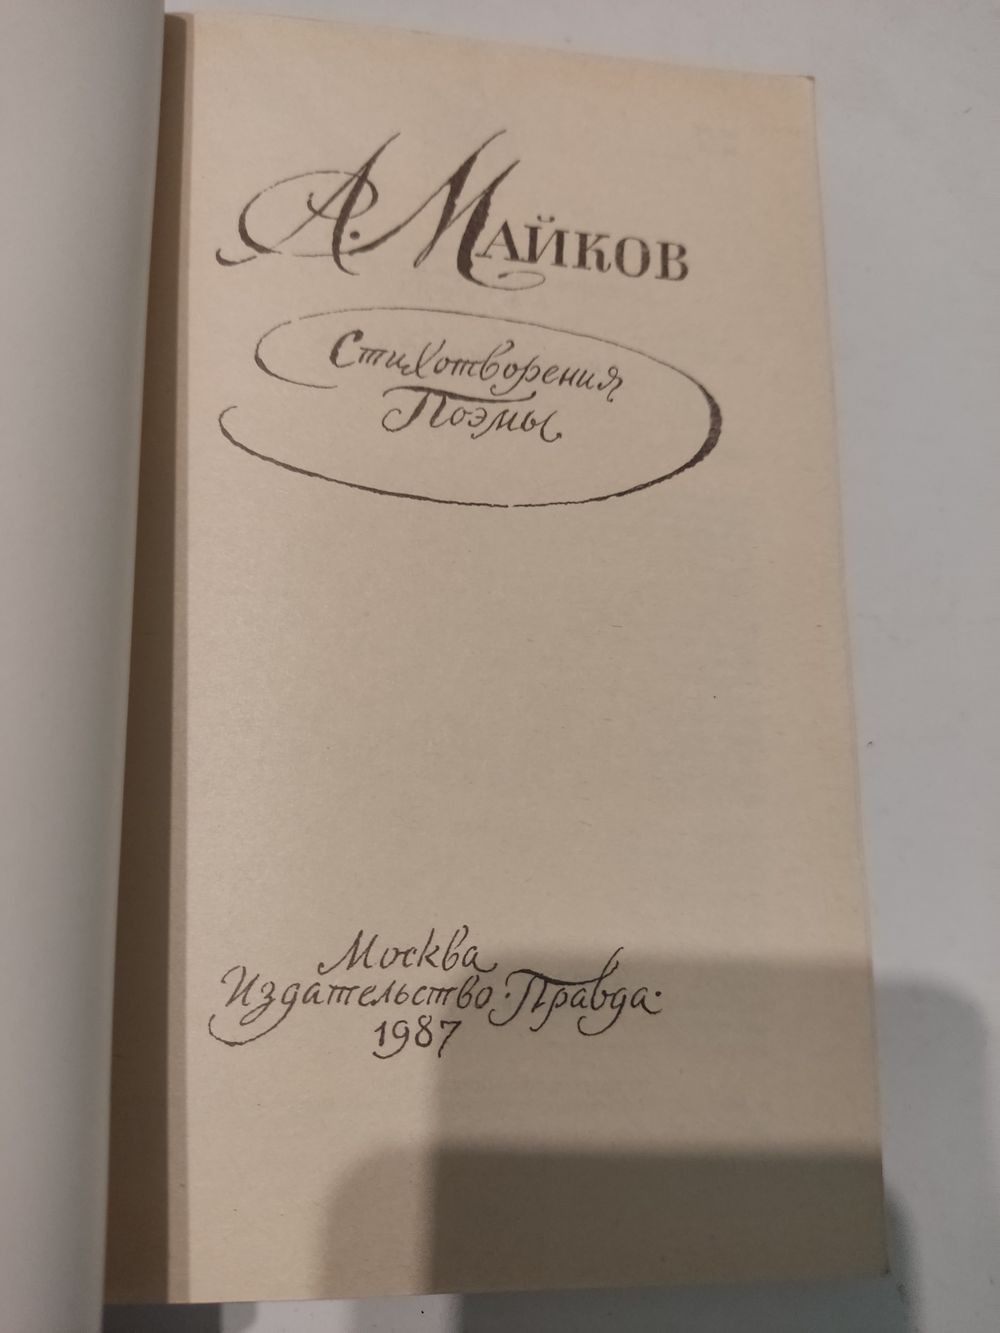 А. Майков
Стихотворения
Поэмы
Москва
Издательство · Правда ·
1987